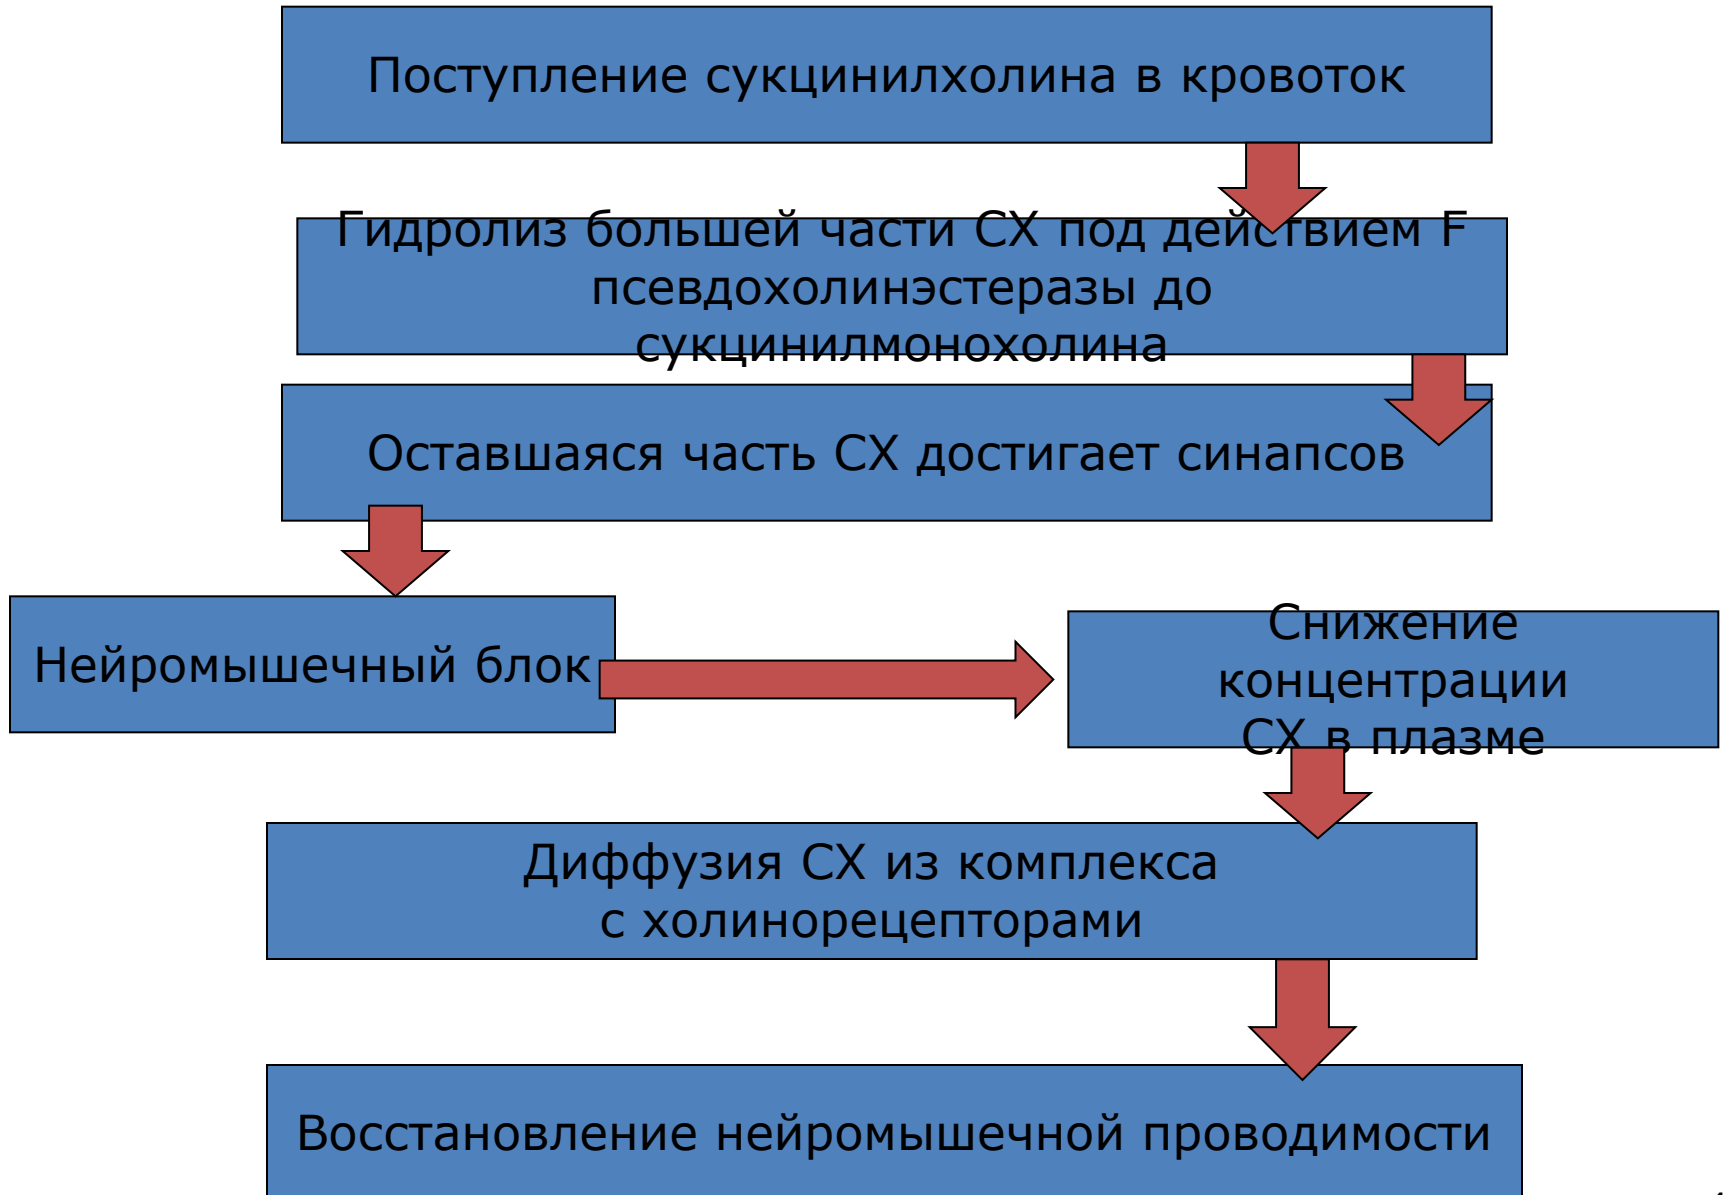 Поступление сукцинилхолина в кровоток
Гидролиз большей части СХ под действием F
псевдохолинэстеразы до
сукцинилмонохолина
Оставшаяся часть СХ достигает синапсов
Нейромышечный блок
Снижение
концентрации
СХ в плазме
Диффузия СХ из комплекса
с холинорецепторами
Восстановление нейромышечной проводимости